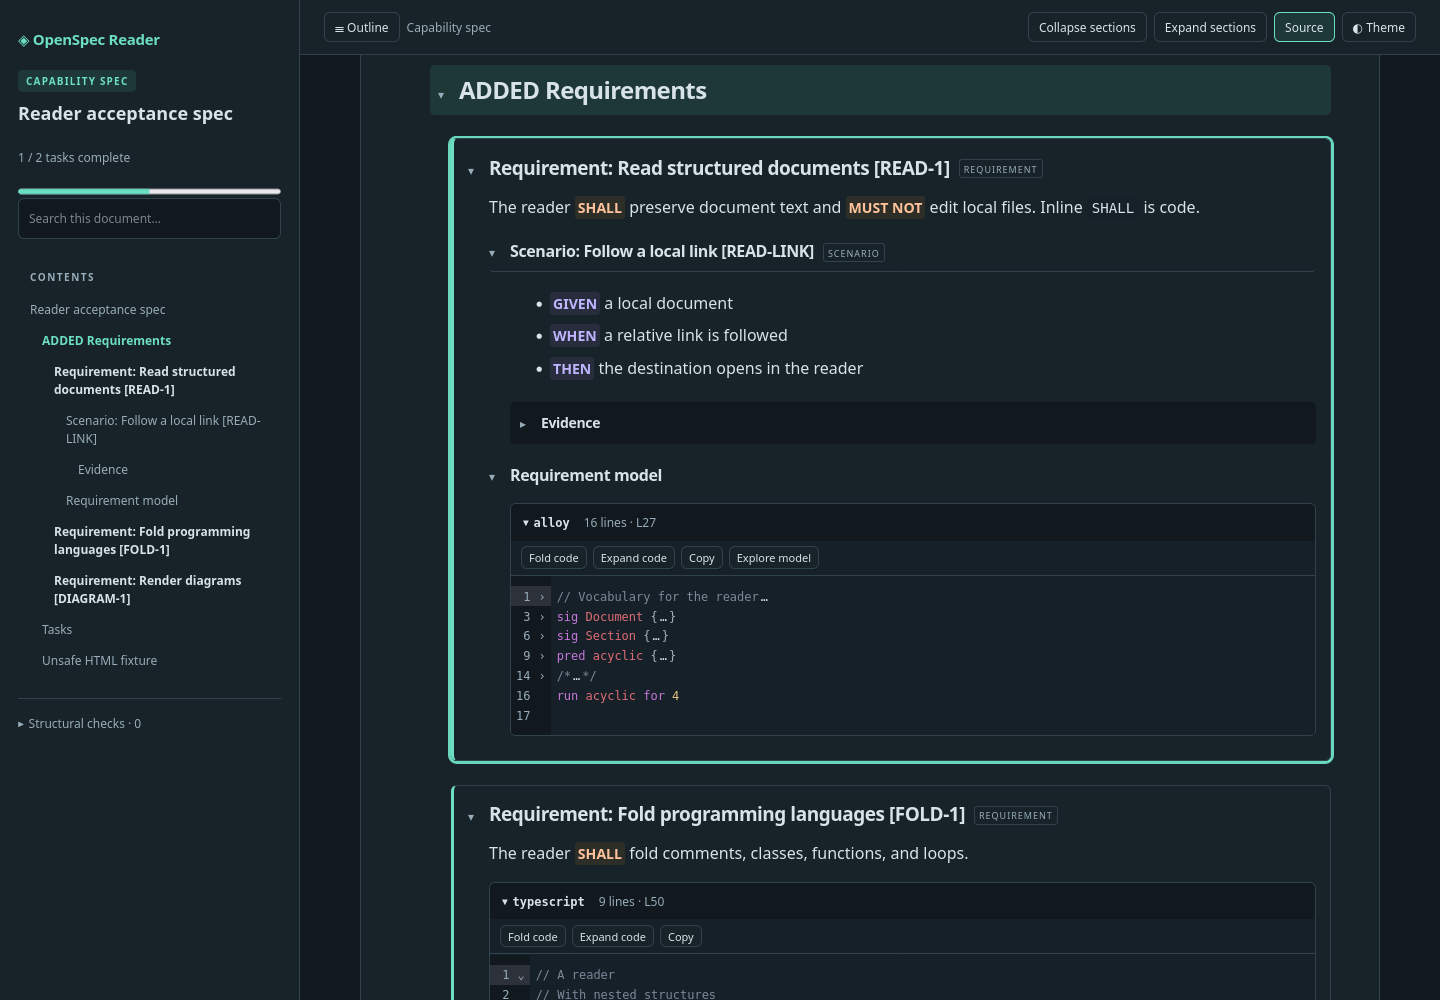 ◈ OpenSpec Reader
CAPABILITY SPEC
Reader acceptance spec
1 / 2 tasks complete
Search this document...
CONTENTS
Reader acceptance spec
ADDED Requirements
Requirement: Read structured
documents [READ-1]
Scenario: Follow a local link [READ-
LINK]
Evidence
Requirement model
Requirement: Fold programming
languages [FOLD-1]
Requirement: Render diagrams
[DIAGRAM-1]
Tasks
Unsafe HTML fixture
▸ Structural checks · 0
≡ Outline
Capability spec
Collapse sections
Expand sections
Source
◐ Theme
▾ ADDED Requirements
▾ Requirement: Read structured documents [READ-1] REQUIREMENT
The reader SHALL preserve document text and MUST NOT edit local files. Inline SHALL is code.
▾ Scenario: Follow a local link [READ-LINK] SCENARIO
• GIVEN a local document
• WHEN a relative link is followed
• THEN the destination opens in the reader
▸ Evidence
▾ Requirement model
▾ alloy 16 lines · L27
Fold code Expand code Copy Explore model
1 › // Vocabulary for the reader…
3 › sig Document {…}
6 › sig Section {…}
9 › pred acyclic {…}
14 › /*…*/
16 run acyclic for 4
17
▾ Requirement: Fold programming languages [FOLD-1] REQUIREMENT
The reader SHALL fold comments, classes, functions, and loops.
▾ typescript 9 lines · L50
Fold code Expand code Copy
1 ⌄ // A reader
2 // With nested structures